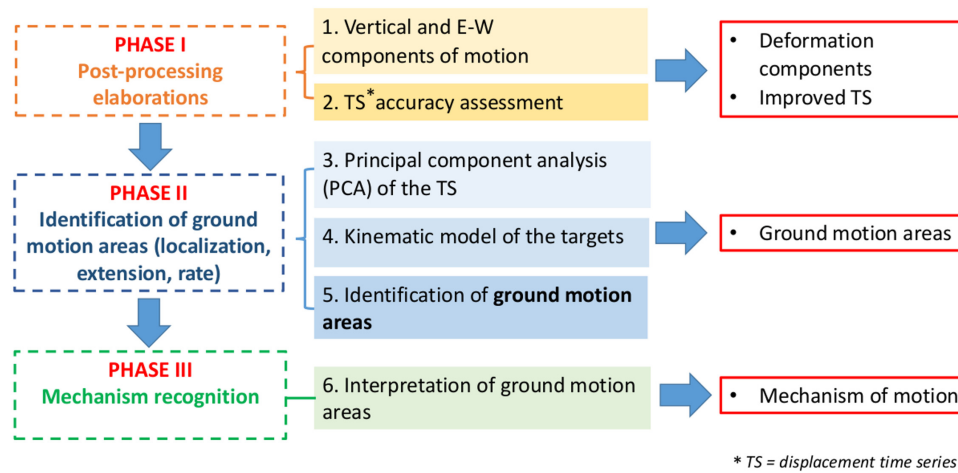 PHASE I
Post-processing
elaborations
1. Vertical and E-W
components of motion
2. TS*accuracy assessment
• Deformation
components
• Improved TS
PHASE II
Identification of ground
motion areas (localization,
extension, rate)
3. Principal component analysis
(PCA) of the TS
4. Kinematic model of the targets
5. Identification of ground motion
areas
• Ground motion areas
PHASE III
Mechanism recognition
6. Interpretation of ground motion
areas
• Mechanism of motion
* TS = displacement time series